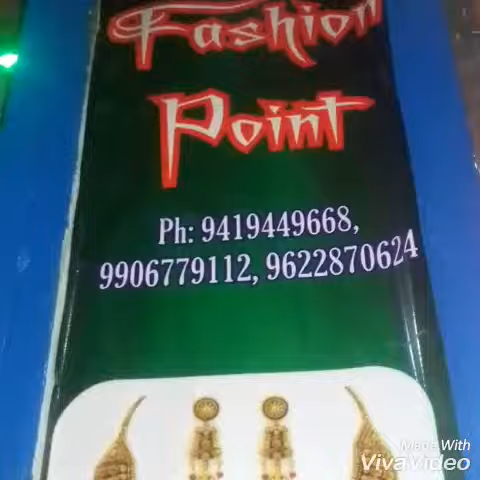 Fashion
Point
Ph: 9419449668,
9906779112, 9622870624
Made With
VivaVideo